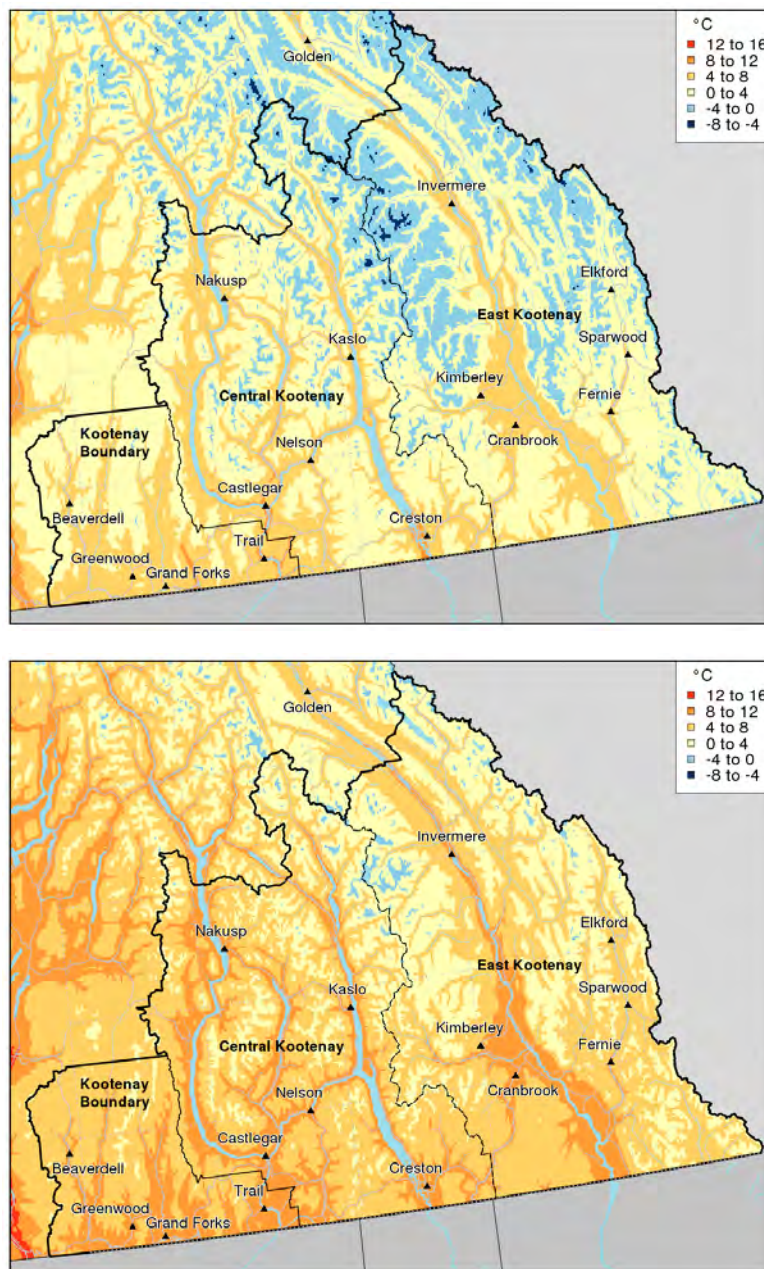 °C
12 to 16
8 to 12
4 to 8
0 to 4
-4 to 0
-8 to -4
Golden
Invermere
Elkford
Nakusp
East Kootenay
Sparwood
Kaslo
Kimberley
Fernie
Central Kootenay
Cranbrook
Kootenay
Boundary
Nelson
Castlegar
Beaverdell
Creston
Trail
Greenwood
Grand Forks
°C
12 to 16
8 to 12
4 to 8
0 to 4
-4 to 0
-8 to -4
Golden
Invermere
Elkford
Nakusp
East Kootenay
Sparwood
Kaslo
Kimberley
Fernie
Central Kootenay
Cranbrook
Kootenay
Boundary
Nelson
Castlegar
Beaverdell
Creston
Trail
Greenwood
Grand Forks